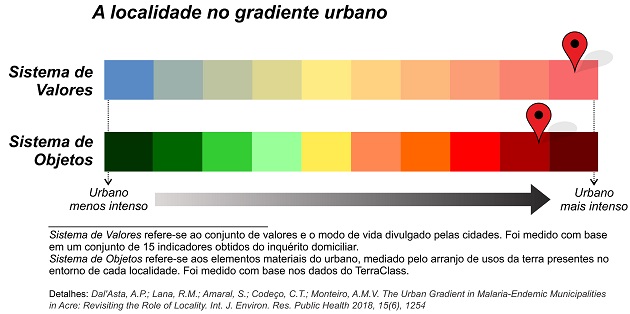 A localidade no gradiente urbano
Sistema de
Valores
Sistema de
Objetos
Urbano
menos intenso
Urbano
mais intenso
Sistema de Valores refere-se ao conjunto de valores e o modo de vida divulgado pelas cidades. Foi medido com base
em um conjunto de 15 indicadores obtidos do inquérito domiciliar.
Sistema de Objetos refere-se aos elementos materiais do urbano, mediado pelo arranjo de usos da terra presentes no
entorno de cada localidade. Foi medido com base nos dados do TerraClass.
Detalhes: Dal'Asta, A.P.; Lana, R.M.; Amaral, S.; Codeço, C.T.; Monteiro, A.M.V. The Urban Gradient in Malaria-Endemic Municipalities
in Acre: Revisiting the Role of Locality. Int. J. Environ. Res. Public Health 2018, 15(6), 1254